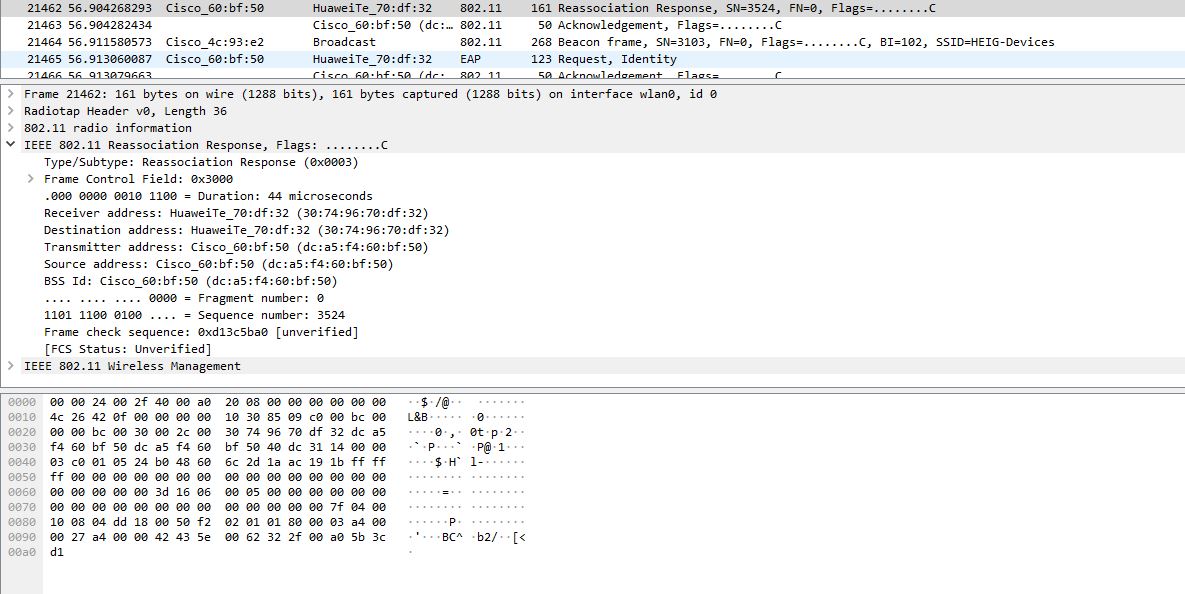 21462 56.904268293 Cisco_60:bf:50 HuaweiTe_70:df:32 802.11 161 Reassociation Response, SN=3524, FN=0, Flags=........C
21463 56.904282434 Cisco_60:bf:50 (dc:… 802.11 50 Acknowledgement, Flags=........C
21464 56.911580573 Cisco_4c:93:e2 Broadcast 802.11 268 Beacon frame, SN=3103, FN=0, Flags=........C, BI=102, SSID=HEIG-Devices
21465 56.913060087 Cisco_60:bf:50 HuaweiTe_70:df:32 EAP 123 Request, Identity
21466 56.913079663 Cisco_60:bf:50 (dc: 802.11 50 Acknowledgement, Flags=........C
Frame 21462: 161 bytes on wire (1288 bits), 161 bytes captured (1288 bits) on interface wlan0, id 0
Radiotap Header v0, Length 36
802.11 radio information
IEEE 802.11 Reassociation Response, Flags: ........C
Type/Subtype: Reassociation Response (0x0003)
Frame Control Field: 0x3000
.000 0000 0010 1100 = Duration: 44 microseconds
Receiver address: HuaweiTe_70:df:32 (30:74:96:70:df:32)
Destination address: HuaweiTe_70:df:32 (30:74:96:70:df:32)
Transmitter address: Cisco_60:bf:50 (dc:a5:f4:60:bf:50)
Source address: Cisco_60:bf:50 (dc:a5:f4:60:bf:50)
BSS Id: Cisco_60:bf:50 (dc:a5:f4:60:bf:50)
.... .... .... 0000 = Fragment number: 0
1101 1100 0100 .... = Sequence number: 3524
Frame check sequence: 0xd13c5ba0 [unverified]
[FCS Status: Unverified]
IEEE 802.11 Wireless Management
0000 00 00 24 00 2f 40 00 a0 20 08 00 00 00 00 00 00 ··$·/@·· ·······
0010 4c 26 42 0f 00 00 00 00 10 30 85 09 c0 00 bc 00 L&B····· ·0······
0020 00 00 bc 00 30 00 2c 00 30 74 96 70 df 32 dc a5 ····0·,· 0t·p·2··
0030 f4 60 bf 50 dc a5 f4 60 bf 50 40 dc 31 14 00 00 ·`·P···` ·P@·1···
0040 03 c0 01 05 24 b0 48 60 6c 2d 1a ac 19 1b ff ff ····$·H` l-······
0050 ff 00 00 00 00 00 00 00 00 00 00 00 00 00 00 00 ········ ········
0060 00 00 00 00 00 3d 16 06 00 05 00 00 00 00 00 00 ·····=·· ········
0070 00 00 00 00 00 00 00 00 00 00 00 00 00 7f 04 00 ········ ········
0080 10 08 04 dd 18 00 50 f2 02 01 01 80 00 03 a4 00 ······P· ········
0090 00 27 a4 00 00 42 43 5e 00 62 32 2f 00 a0 5b 3c ·'···BC^ ·b2/··[<
00a0 d1 ·